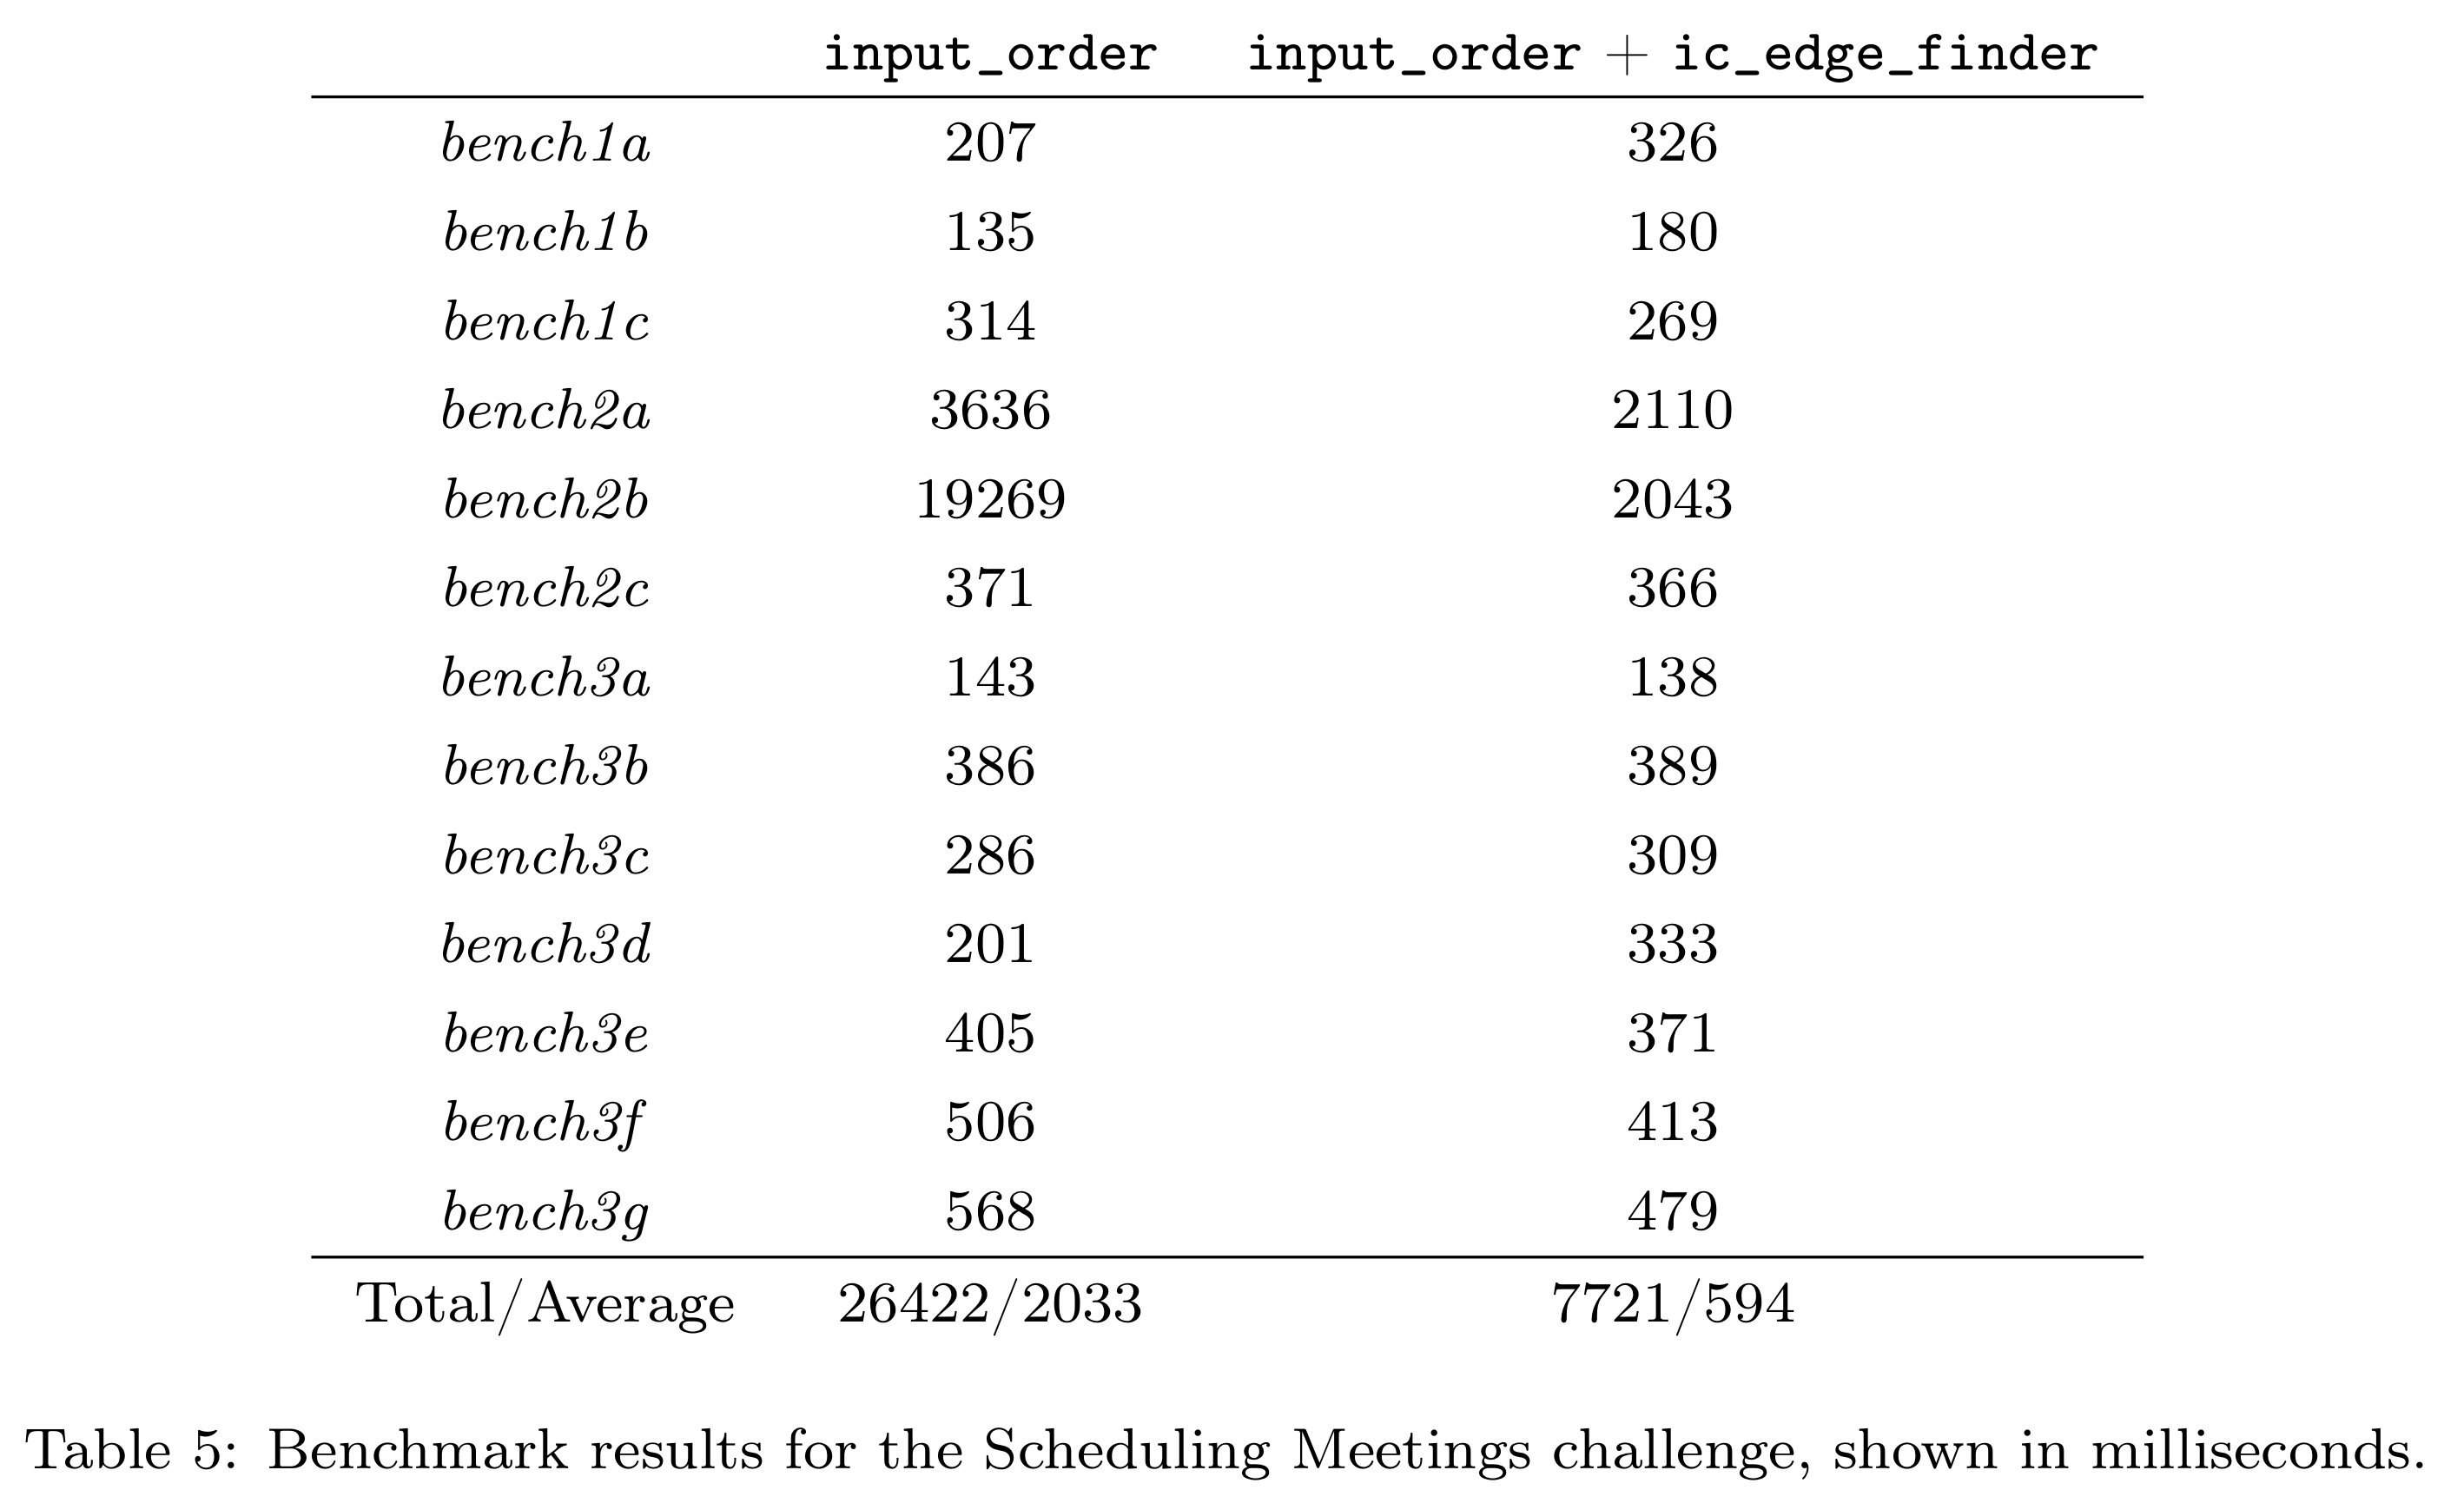 input_order input_order + ic_edge_finder
bench1a 207 326
bench1b 135 180
bench1c 314 269
bench2a 3636 2110
bench2b 19269 2043
bench2c 371 366
bench3a 143 138
bench3b 386 389
bench3c 286 309
bench3d 201 333
bench3e 405 371
bench3f 506 413
bench3g 568 479
Total/Average 26422/2033 7721/594
Table 5: Benchmark results for the Scheduling Meetings challenge, shown in milliseconds.